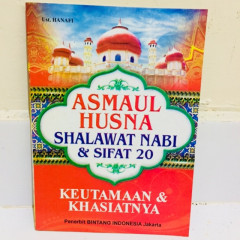 Ust. HANAFI
ASMAUL
HUSNA
SHALAWAT NABI
& SIFAT 20
KEUTAMAAN &
KHASIATNYA
Penerbit BINTANG INDONESIA Jakarta